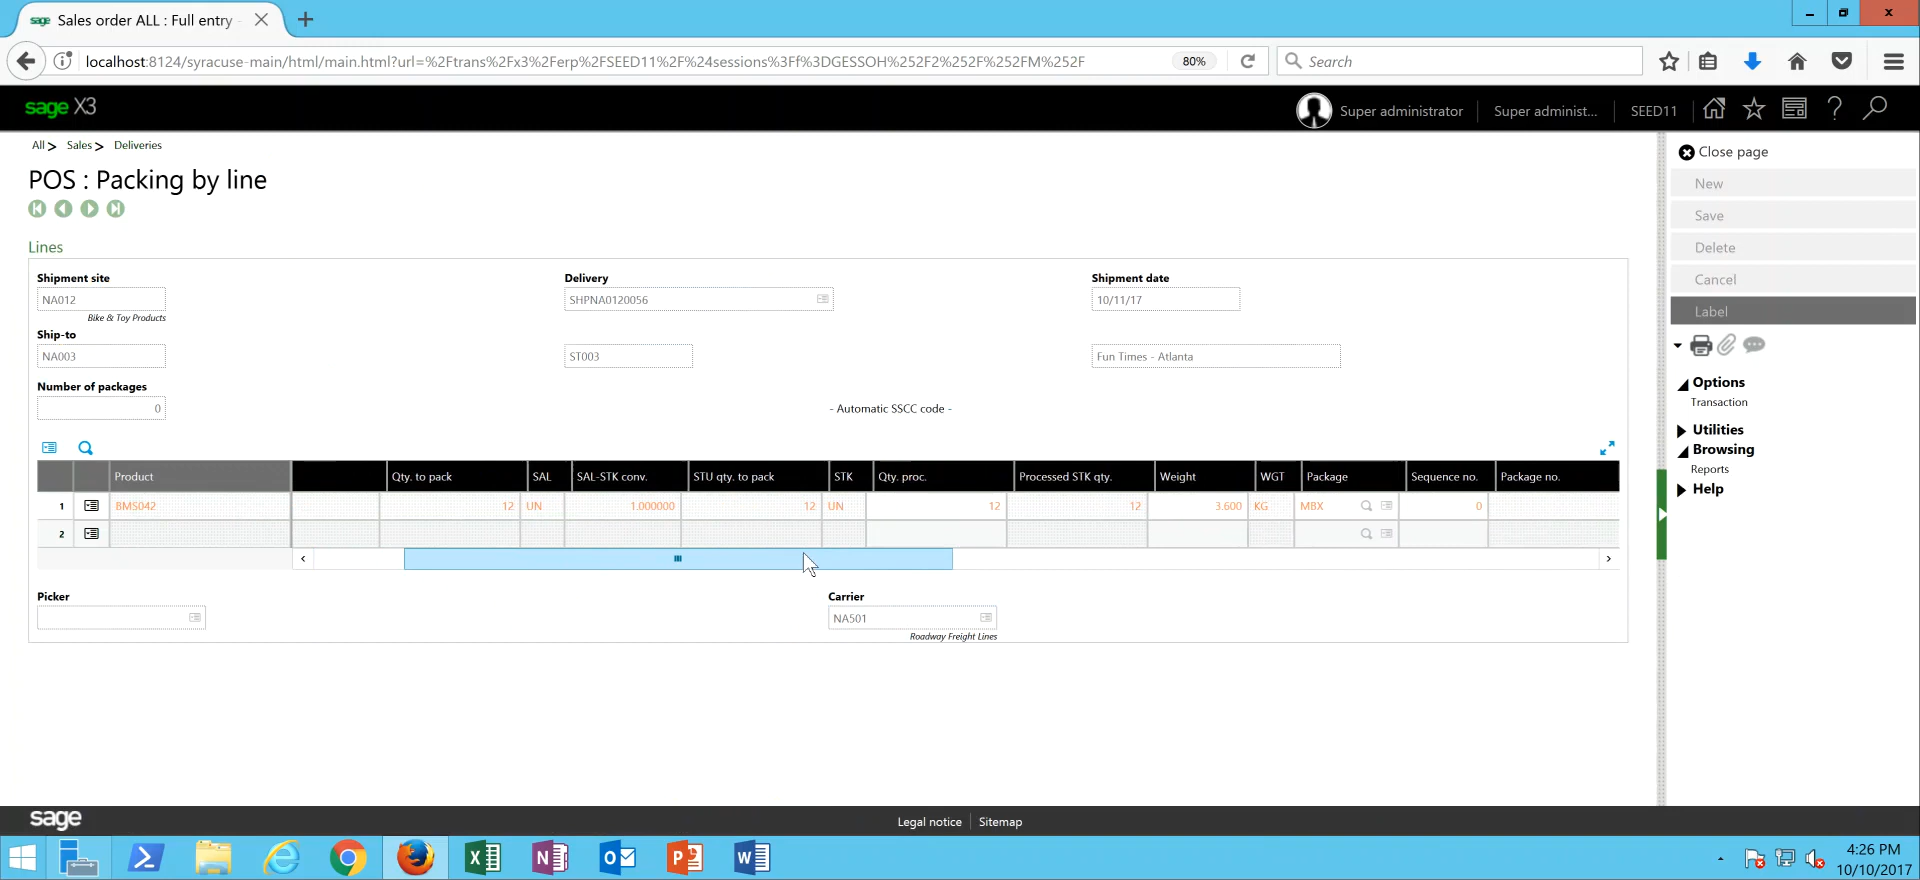 sage Sales order ALL : Full entry -
localhost:8124/syracuse-main/html/main.html?url=%2Ftrans%2Fx3%2Ferp%2FSEED11%2F%24sessions%3Ff%3DGESSOH%252F2%252F%252FM%252F 80% Search
sage X3 Super administrator Super administ... SEED11
All > Sales > Deliveries
Close page
POS : Packing by line
New
Save
Lines
Delete
Shipment site Delivery Shipment date
Cancel
NA012 SHPNA0120056 10/11/17
Label
Bike & Toy Products
Ship-to
NA003 ST003 Fun Times - Atlanta
Options
Number of packages
Transaction
0 - Automatic SSCC code -
Utilities
Browsing
Reports
Help
Product Qty. to pack SAL SAL-STK conv. STU qty. to pack STK Qty. proc. Processed STK qty. Weight WGT Package Sequence no. Package no.
1 BMS042 12 UN 1.000000 12 UN 12 12 3.600 KG MBX 0
2
Picker Carrier
NA501
Roadway Freight Lines
sage Legal notice Sitemap
4:26 PM
10/10/2017